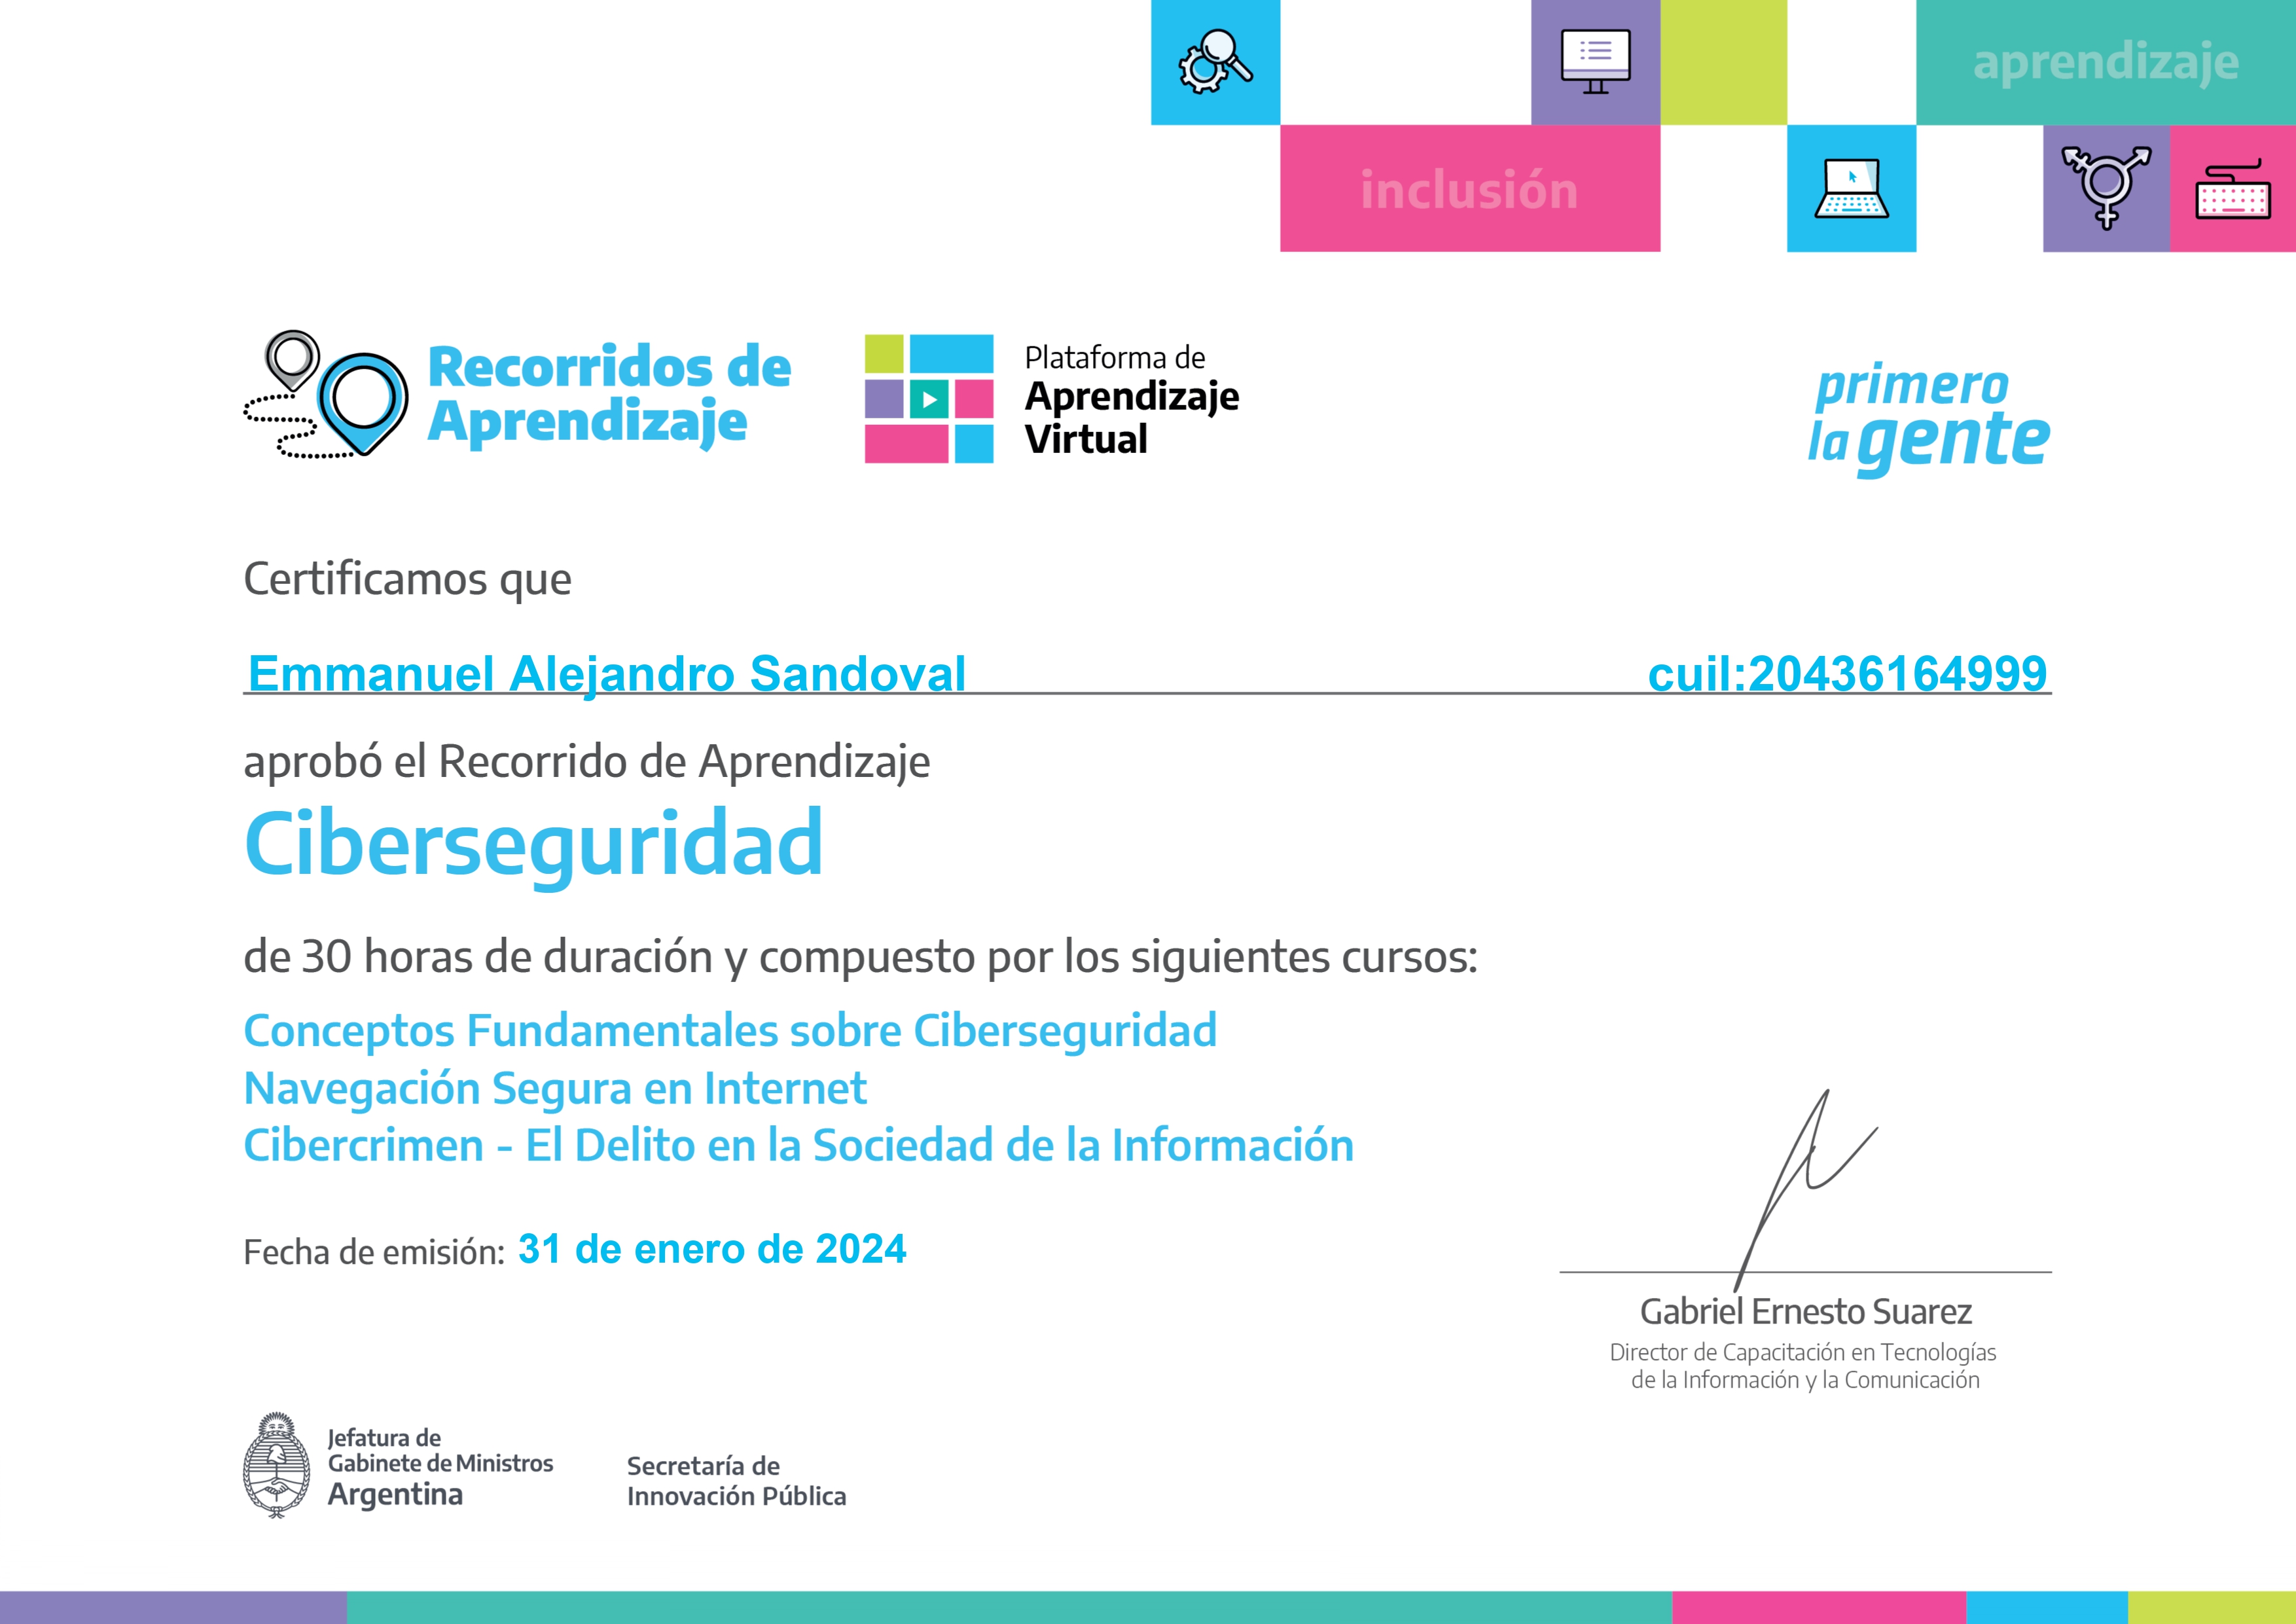 aprendizaje
inclusión
Recorridos de
Aprendizaje
Plataforma de
Aprendizaje
Virtual
primero
la gente
Certificamos que
Emmanuel Alejandro Sandoval cuil:20436164999
aprobó el Recorrido de Aprendizaje
Ciberseguridad
de 30 horas de duración y compuesto por los siguientes cursos:
Conceptos Fundamentales sobre Ciberseguridad
Navegación Segura en Internet
Cibercrimen - El Delito en la Sociedad de la Información
Fecha de emisión: 31 de enero de 2024
Gabriel Ernesto Suarez
Director de Capacitación en Tecnologías
de la Información y la Comunicación
Jefatura de
Gabinete de Ministros
Argentina
Secretaría de
Innovación Pública